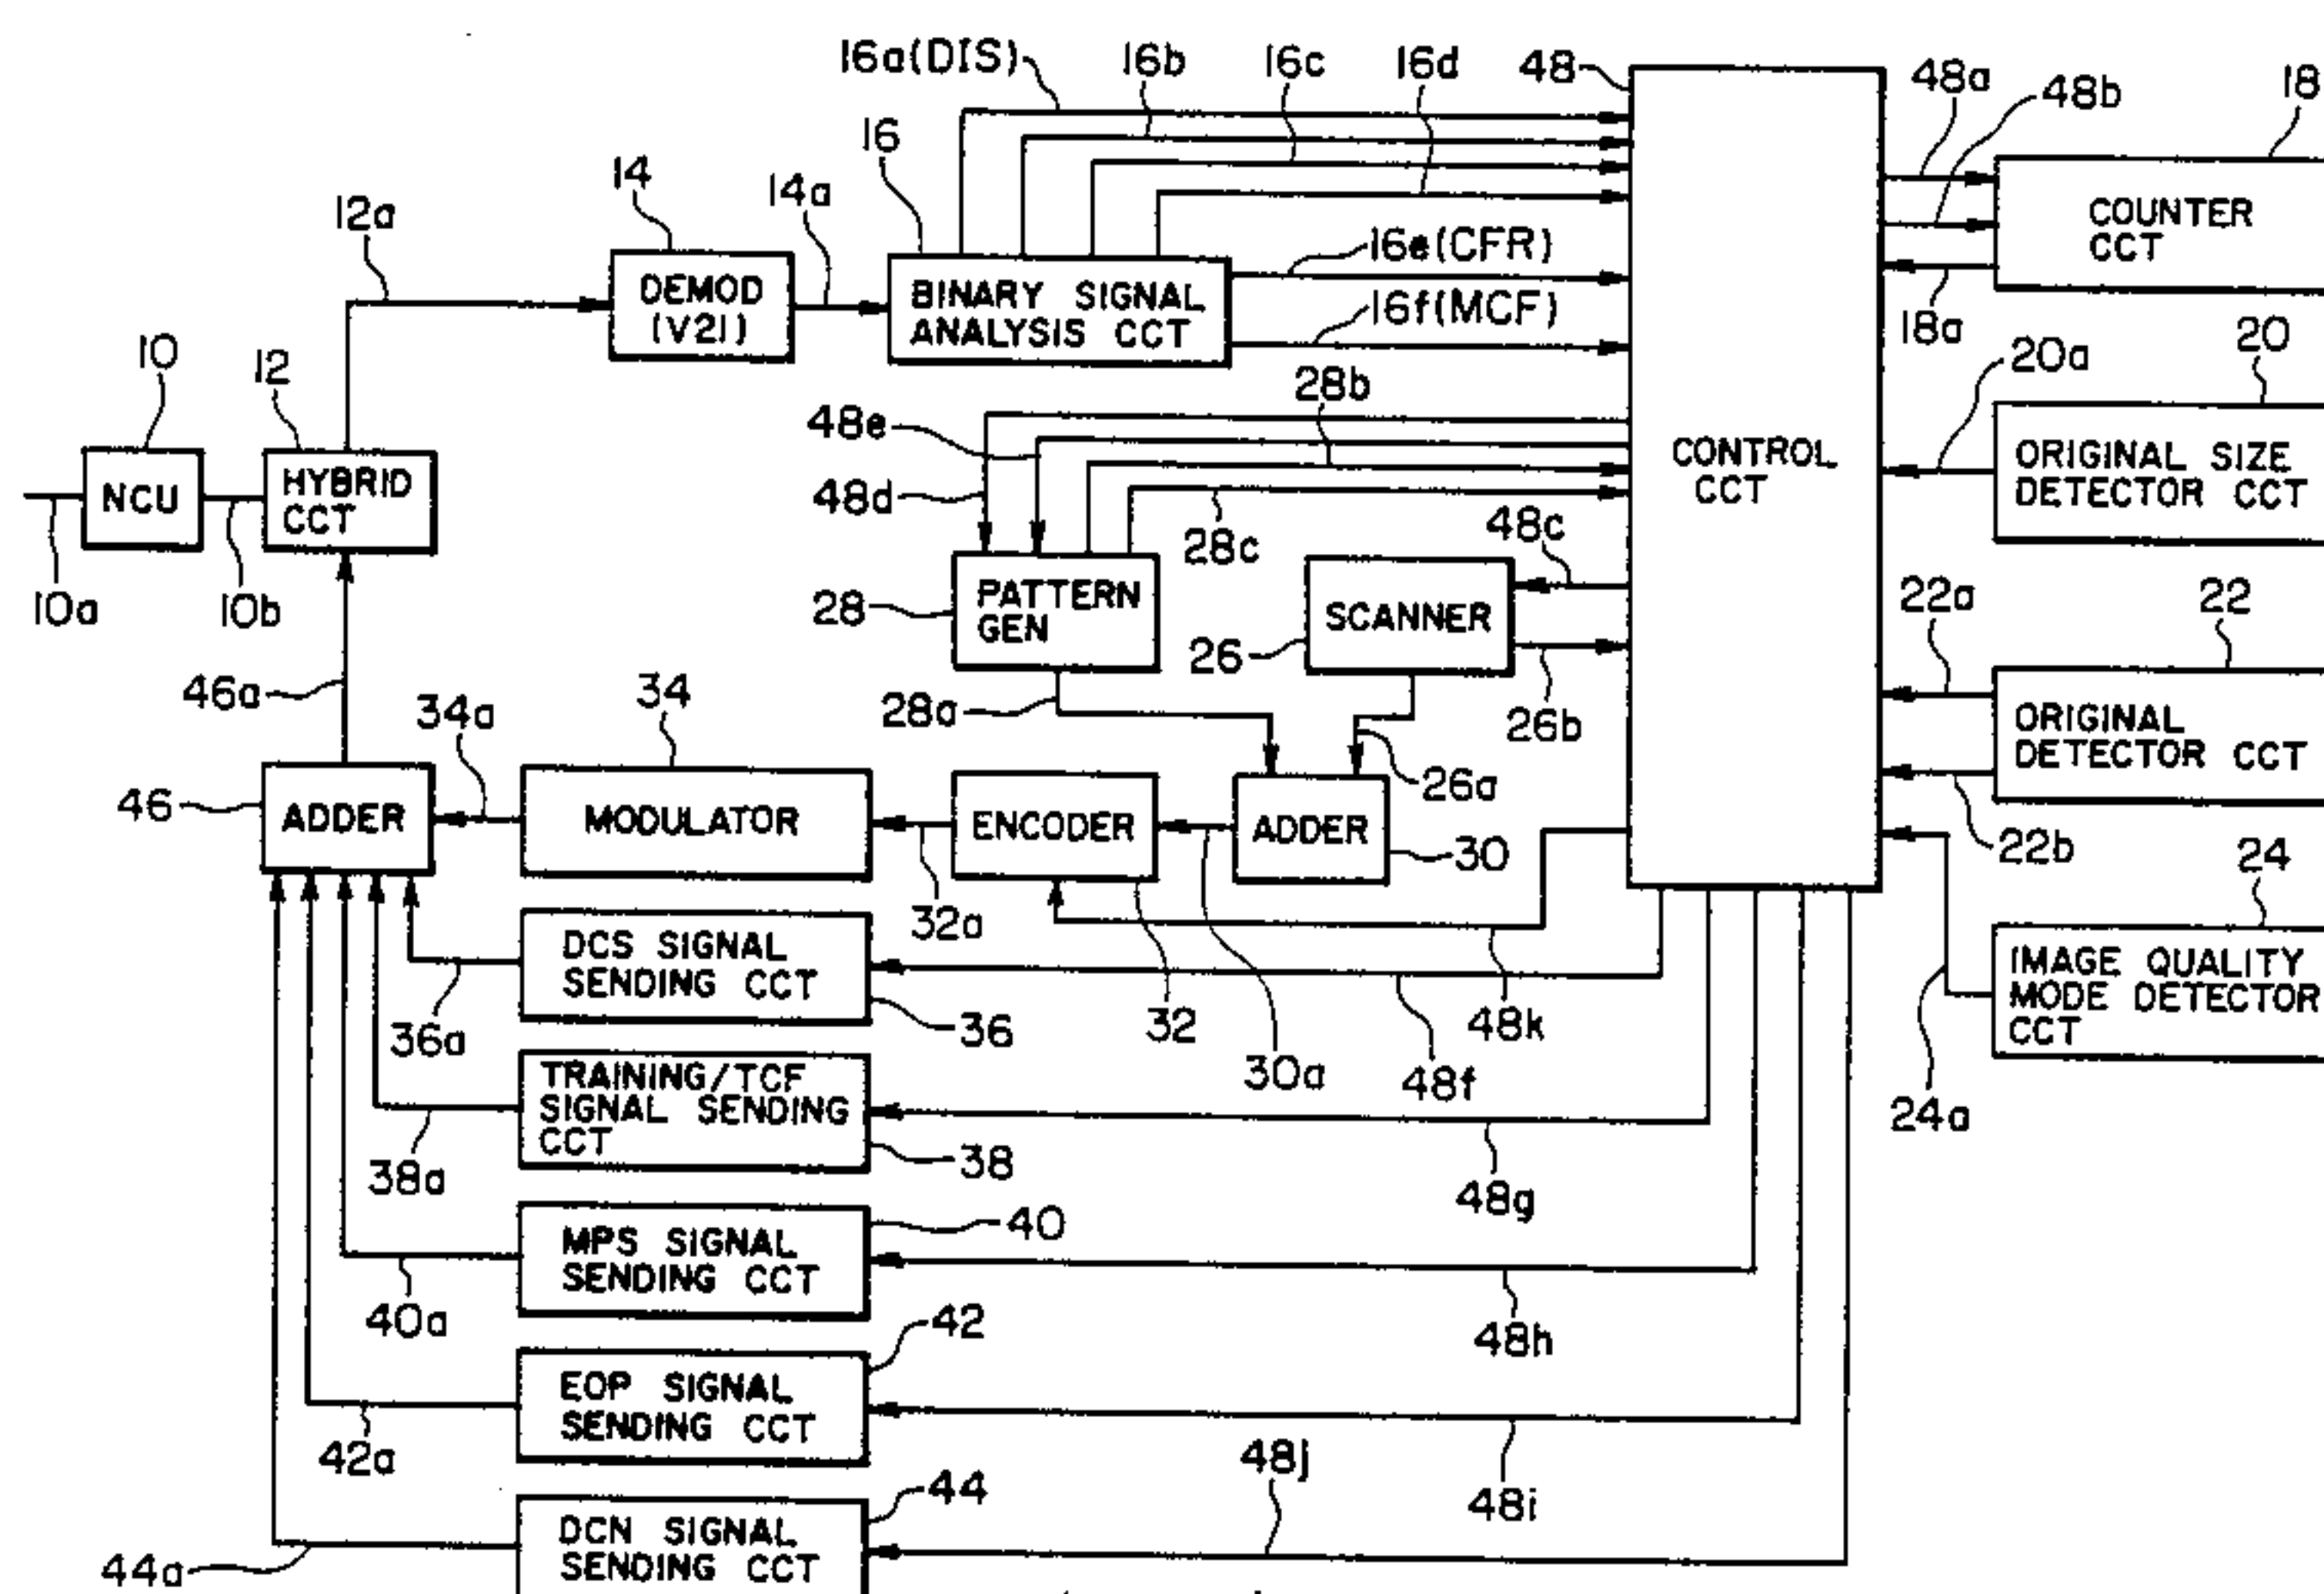 16a(DIS)
16b
16c
16d
48
48a
48b
18
16
14
14a
12a
COUNTER
CCT
16e(CFR)
DEMOD
(V21)
BINARY SIGNAL
ANALYSIS CCT
16f(MCF)
18a
20a
20
10
12
28b
48e
CONTROL
CCT
ORIGINAL SIZE
DETECTOR CCT
NCU
HYBRID
CCT
48d
28c
48c
10a
10b
28
PATTERN
GEN
SCANNER
26
22a
22
46a
34a
34
28a
26b
ORIGINAL
DETECTOR CCT
26a
46
ADDER
MODULATOR
ENCODER
ADDER
30
22b
24
32a
DCS SIGNAL
SENDING CCT
36a
36
32
30a
48k
48f
IMAGE QUALITY
MODE DETECTOR
CCT
24a
TRAINING/TCF
SIGNAL SENDING
CCT
38a
38
48g
MPS SIGNAL
SENDING CCT
40
40a
48h
42
EOP SIGNAL
SENDING CCT
42a
48j
48i
44
DCN SIGNAL
SENDING CCT
44a